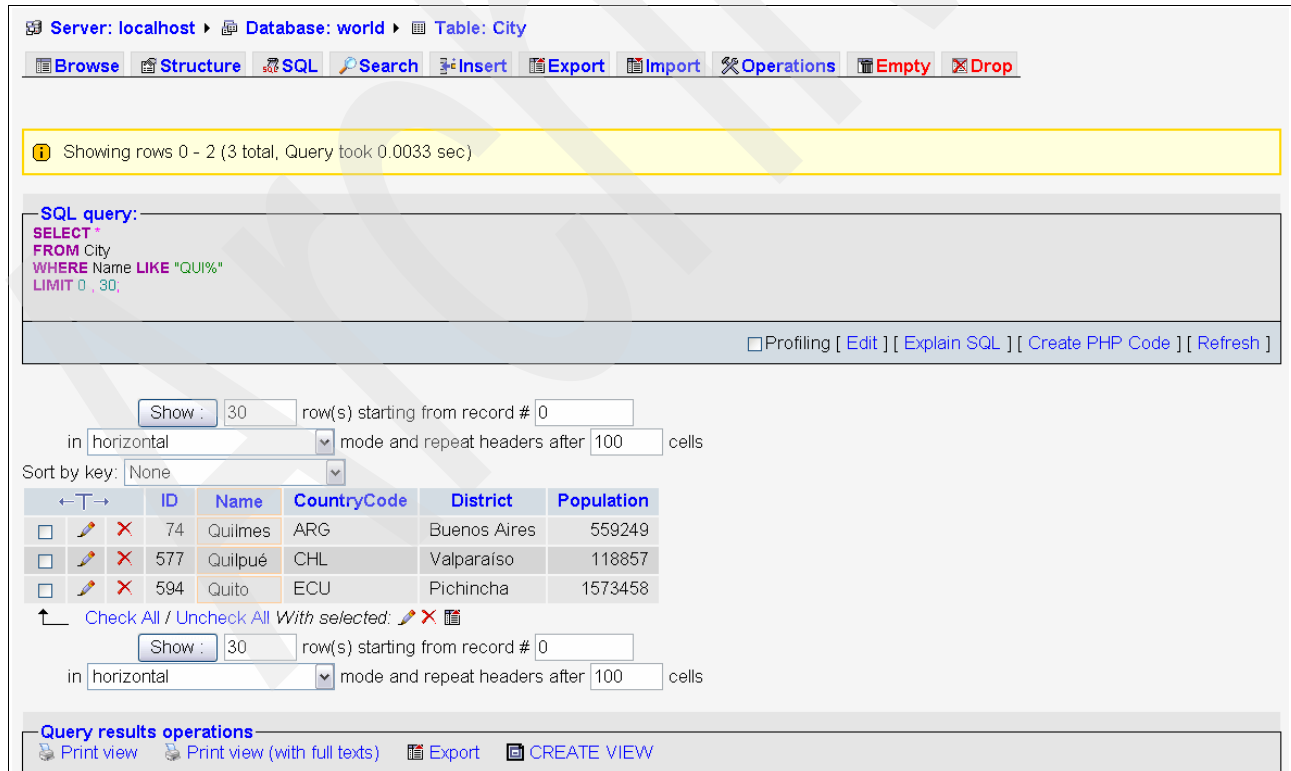 Server: localhost Database: world Table: City
Browse Structure SQL Search Insert Export Import Operations Empty Drop
Showing rows 0 - 2 (3 total, Query took 0.0033 sec)
SQL query:
SELECT *
FROM City
WHERE Name LIKE "QUI%"
LIMIT 0 , 30;
Profiling [ Edit ] [ Explain SQL ] [ Create PHP Code ] [ Refresh ]
Show : 30 row(s) starting from record # 0
in horizontal mode and repeat headers after 100 cells
Sort by key: None
←T→ ID Name CountryCode District Population
74 Quilmes ARG Buenos Aires 559249
577 Quilpué CHL Valparaíso 118857
594 Quito ECU Pichincha 1573458
Check All / Uncheck All With selected:
Show : 30 row(s) starting from record # 0
in horizontal mode and repeat headers after 100 cells
Query results operations
Print view Print view (with full texts) Export CREATE VIEW